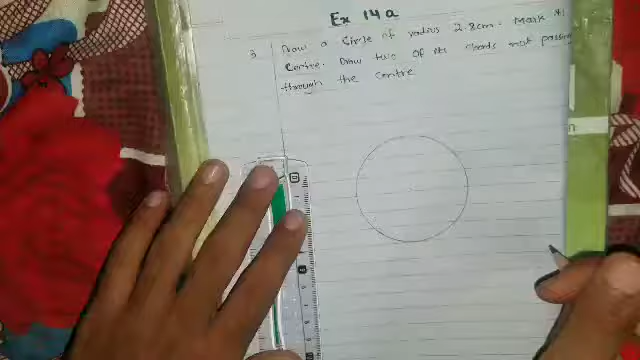 Ex 14a
3. Draw a Circle of radius 2.8cm. Mark its
Centre. Draw two of its chords not passing
through the centre